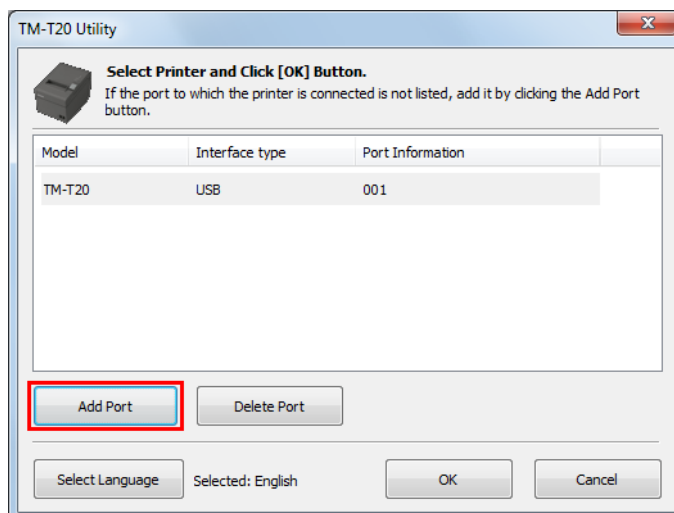 TM-T20 Utility
Select Printer and Click [OK] Button.
If the port to which the printer is connected is not listed, add it by clicking the Add Port
button.
Model Interface type Port Information
TM-T20 USB 001
Add Port Delete Port
Select Language Selected: English OK Cancel